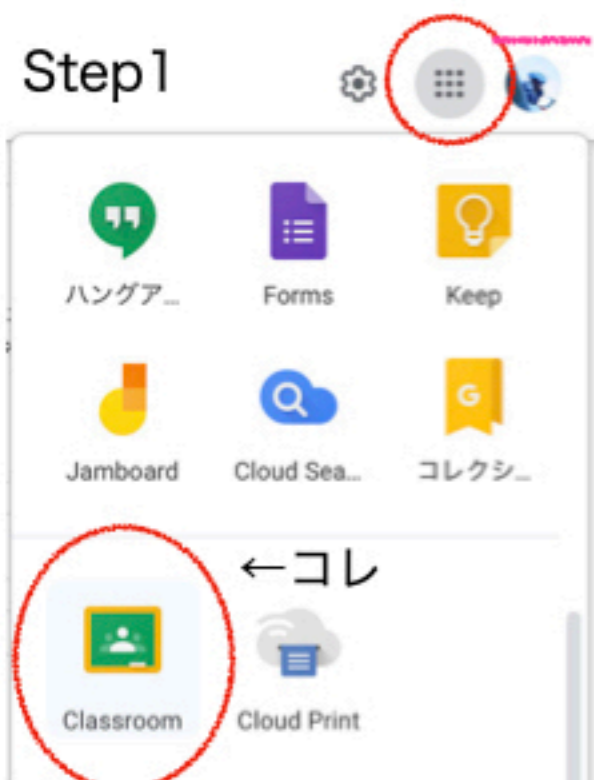 Step1
ハングア...
Forms
Keep
Jamboard
Cloud Sea...
コレクシ...
←コレ
Classroom
Cloud Print